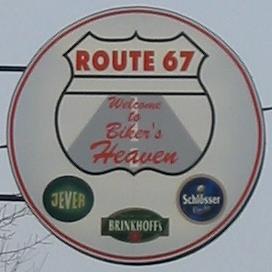 ROUTE 67
Welcome
to
Biker's
Heaven
JEVER
Schlösser
BRINKHOFF'S